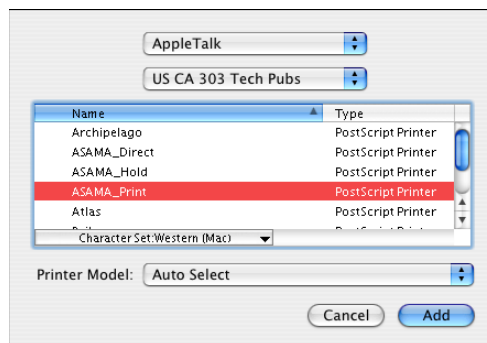 AppleTalk
US CA 303 Tech Pubs
Name Type
Archipelago PostScript Printer
ASAMA_Direct PostScript Printer
ASAMA_Hold PostScript Printer
ASAMA_Print PostScript Printer
Atlas PostScript Printer
Character Set:Western (Mac)
Printer Model: Auto Select
Cancel Add